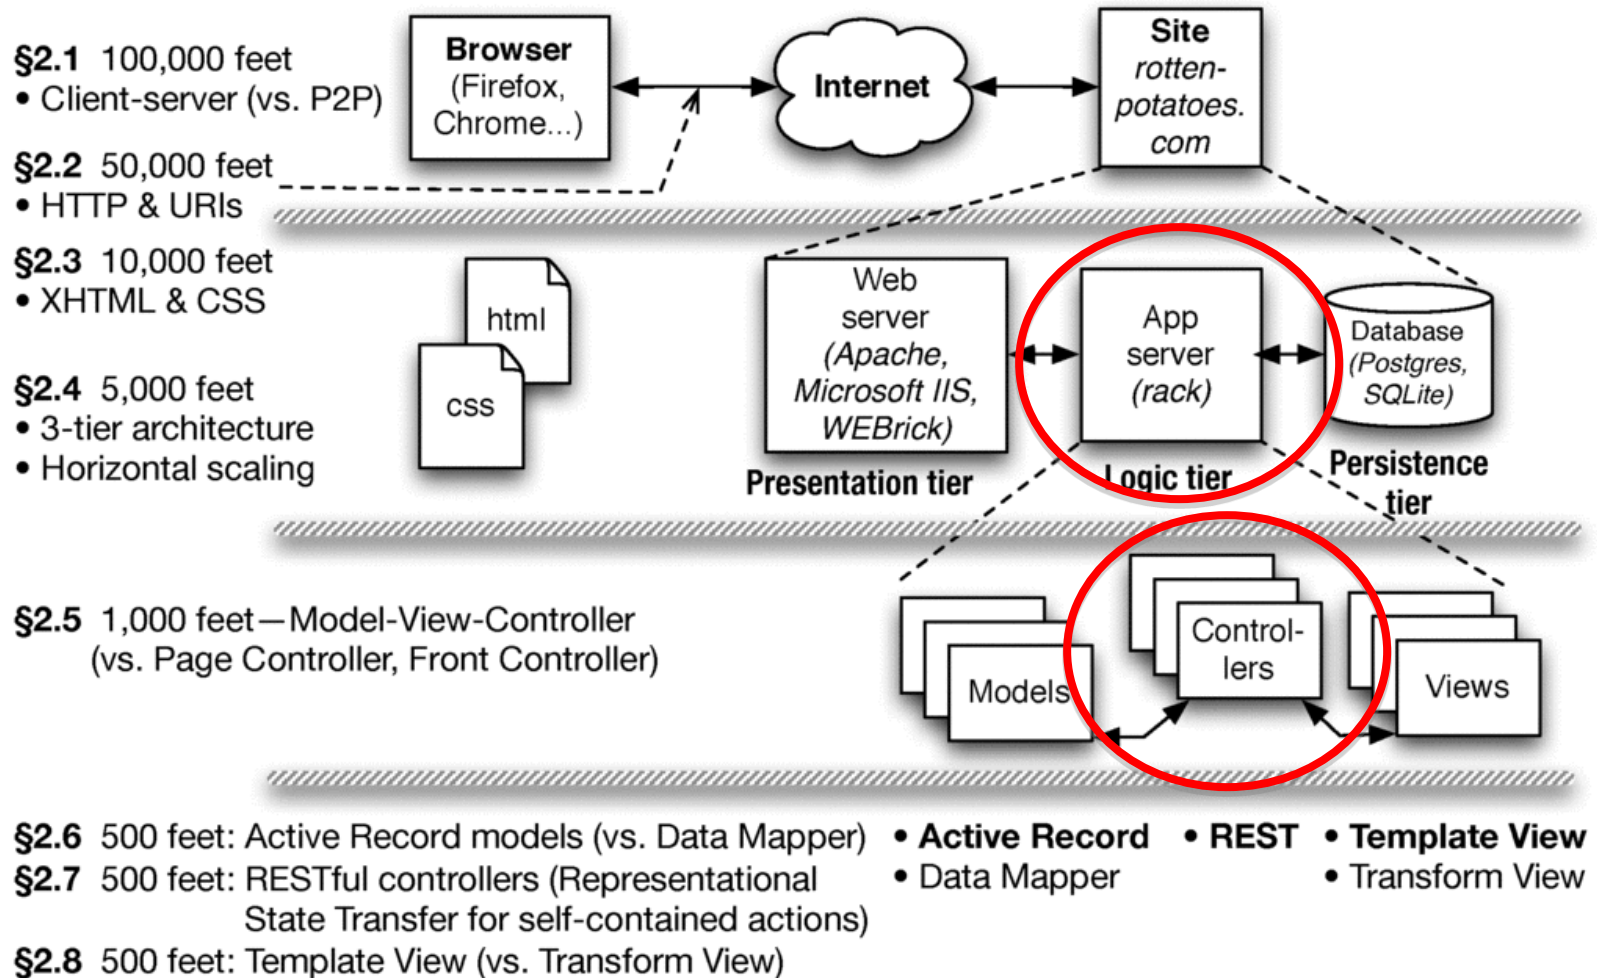 §2.1 100,000 feet
• Client-server (vs. P2P)
§2.2 50,000 feet
• HTTP & URIs
§2.3 10,000 feet
• XHTML & CSS
§2.4 5,000 feet
• 3-tier architecture
• Horizontal scaling
Browser
(Firefox,
Chrome...)
Internet
Site
rotten-
potatoes.
com
html
css
Web
server
(Apache,
Microsoft IIS,
WEBrick)
Presentation tier
App
server
(rack)
Logic tier
Database
(Postgres,
SQLite)
Persistence
tier
§2.5 1,000 feet—Model-View-Controller
(vs. Page Controller, Front Controller)
Models
Control-
lers
Views
§2.6 500 feet: Active Record models (vs. Data Mapper)
§2.7 500 feet: RESTful controllers (Representational
State Transfer for self-contained actions)
§2.8 500 feet: Template View (vs. Transform View)
• Active Record
• Data Mapper
• REST
• Template View
• Transform View